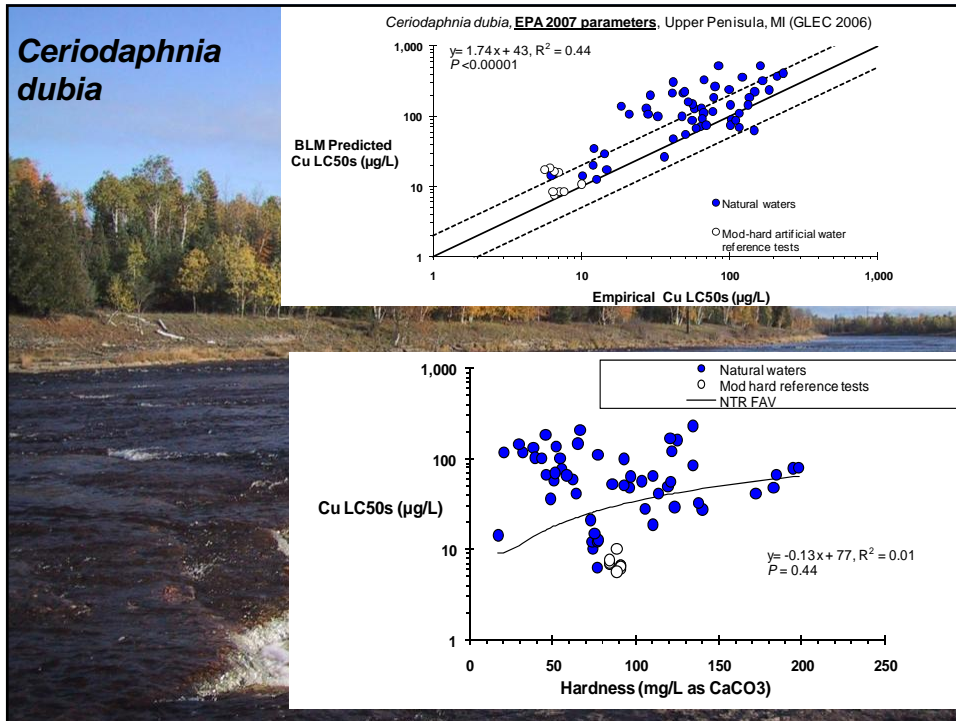 Ceriodaphnia
dubia
Ceriodaphnia dubia, EPA 2007 parameters, Upper Penisula, MI (GLEC 2006)
y= 1.74x + 43, R² = 0.44
P <0.00001
1,000
100
10
1
BLM Predicted
Cu LC50s (µg/L)
Natural waters
Mod-hard artificial water
reference tests
1 10 100 1,000
Empirical Cu LC50s (µg/L)
Natural waters
Mod hard reference tests
NTR FAV
1,000
100
10
1
Cu LC50s (µg/L)
y= -0.13x + 77, R² = 0.01
P = 0.44
0 50 100 150 200 250
Hardness (mg/L as CaCO3)